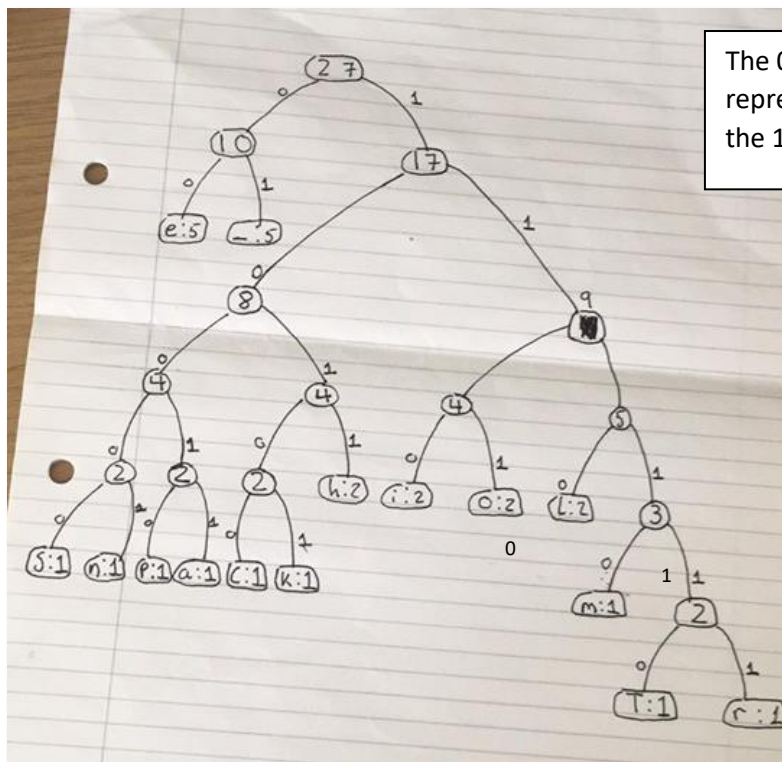 The 0
repre
the 1
27
0 1
10 17
0 1 1
e:5 _:5
0 9
8
0 1
4 4 4 5
0 1 0 1 0 1 0 1
2 2 2 h:2 i:2 o:2 l:2 3
0 1 0 1 0 1 0 0 1 1
S:1 n:1 p:1 a:1 C:1 k:1 m:1 2
0 1
T:1 r:1